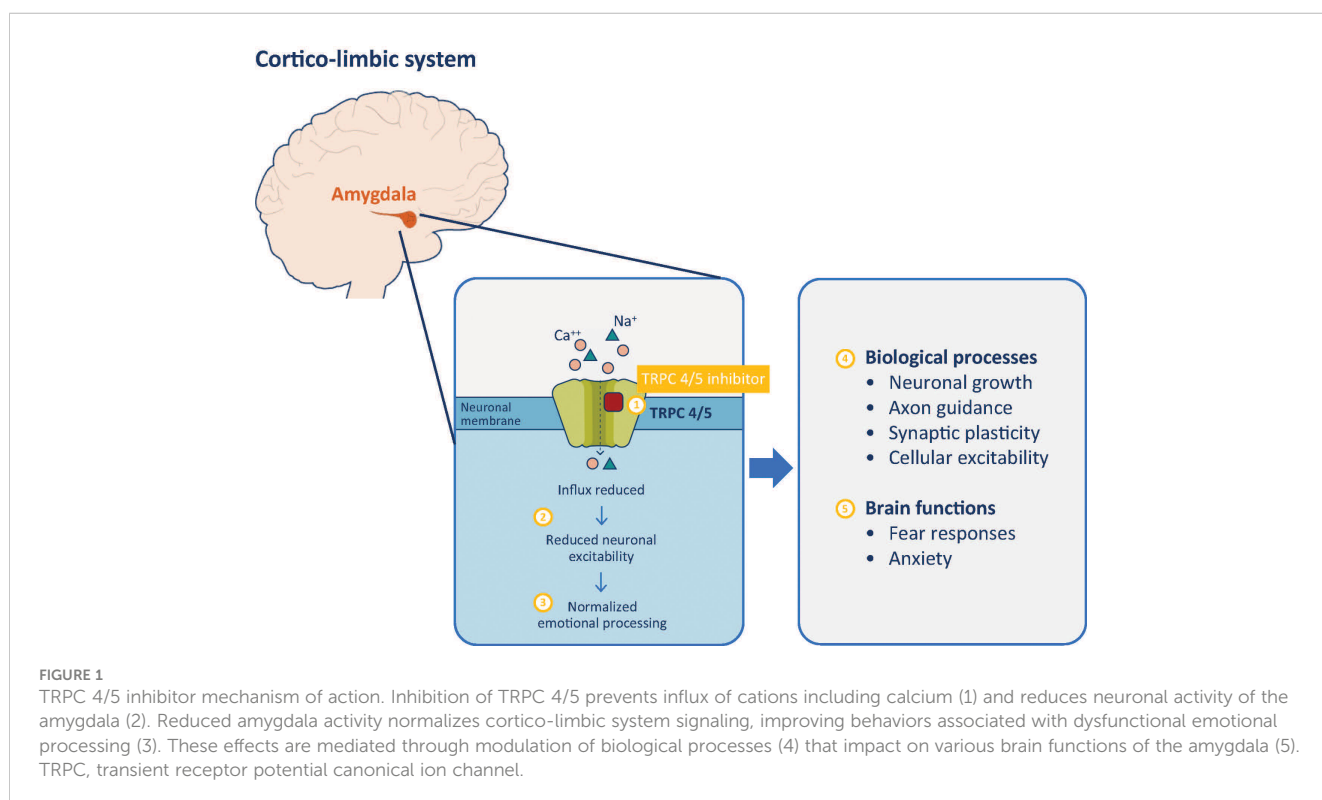 Cortico-limbic system
Amygdala
Ca⁺⁺
Na⁺
TRPC 4/5 inhibitor
Neuronal
membrane
1
TRPC 4/5
Influx reduced
2
Reduced neuronal
excitability
3
Normalized
emotional processing
4 Biological processes
• Neuronal growth
• Axon guidance
• Synaptic plasticity
• Cellular excitability
5 Brain functions
• Fear responses
• Anxiety
FIGURE 1
TRPC 4/5 inhibitor mechanism of action. Inhibition of TRPC 4/5 prevents influx of cations including calcium (1) and reduces neuronal activity of the
amygdala (2). Reduced amygdala activity normalizes cortico-limbic system signaling, improving behaviors associated with dysfunctional emotional
processing (3). These effects are mediated through modulation of biological processes (4) that impact on various brain functions of the amygdala (5).
TRPC, transient receptor potential canonical ion channel.